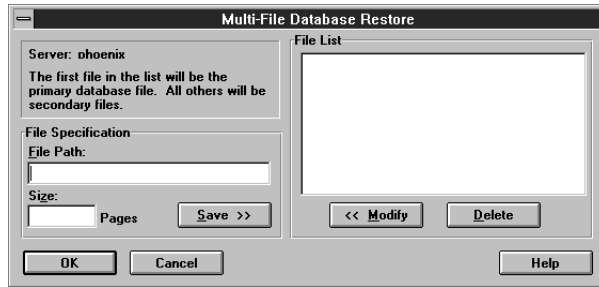 Multi-File Database Restore
Server: phoenix
The first file in the list will be the
primary database file. All others will be
secondary files.
File Specification
File Path:
Size:
Pages
Save >>
File List
<< Modify
Delete
OK
Cancel
Help